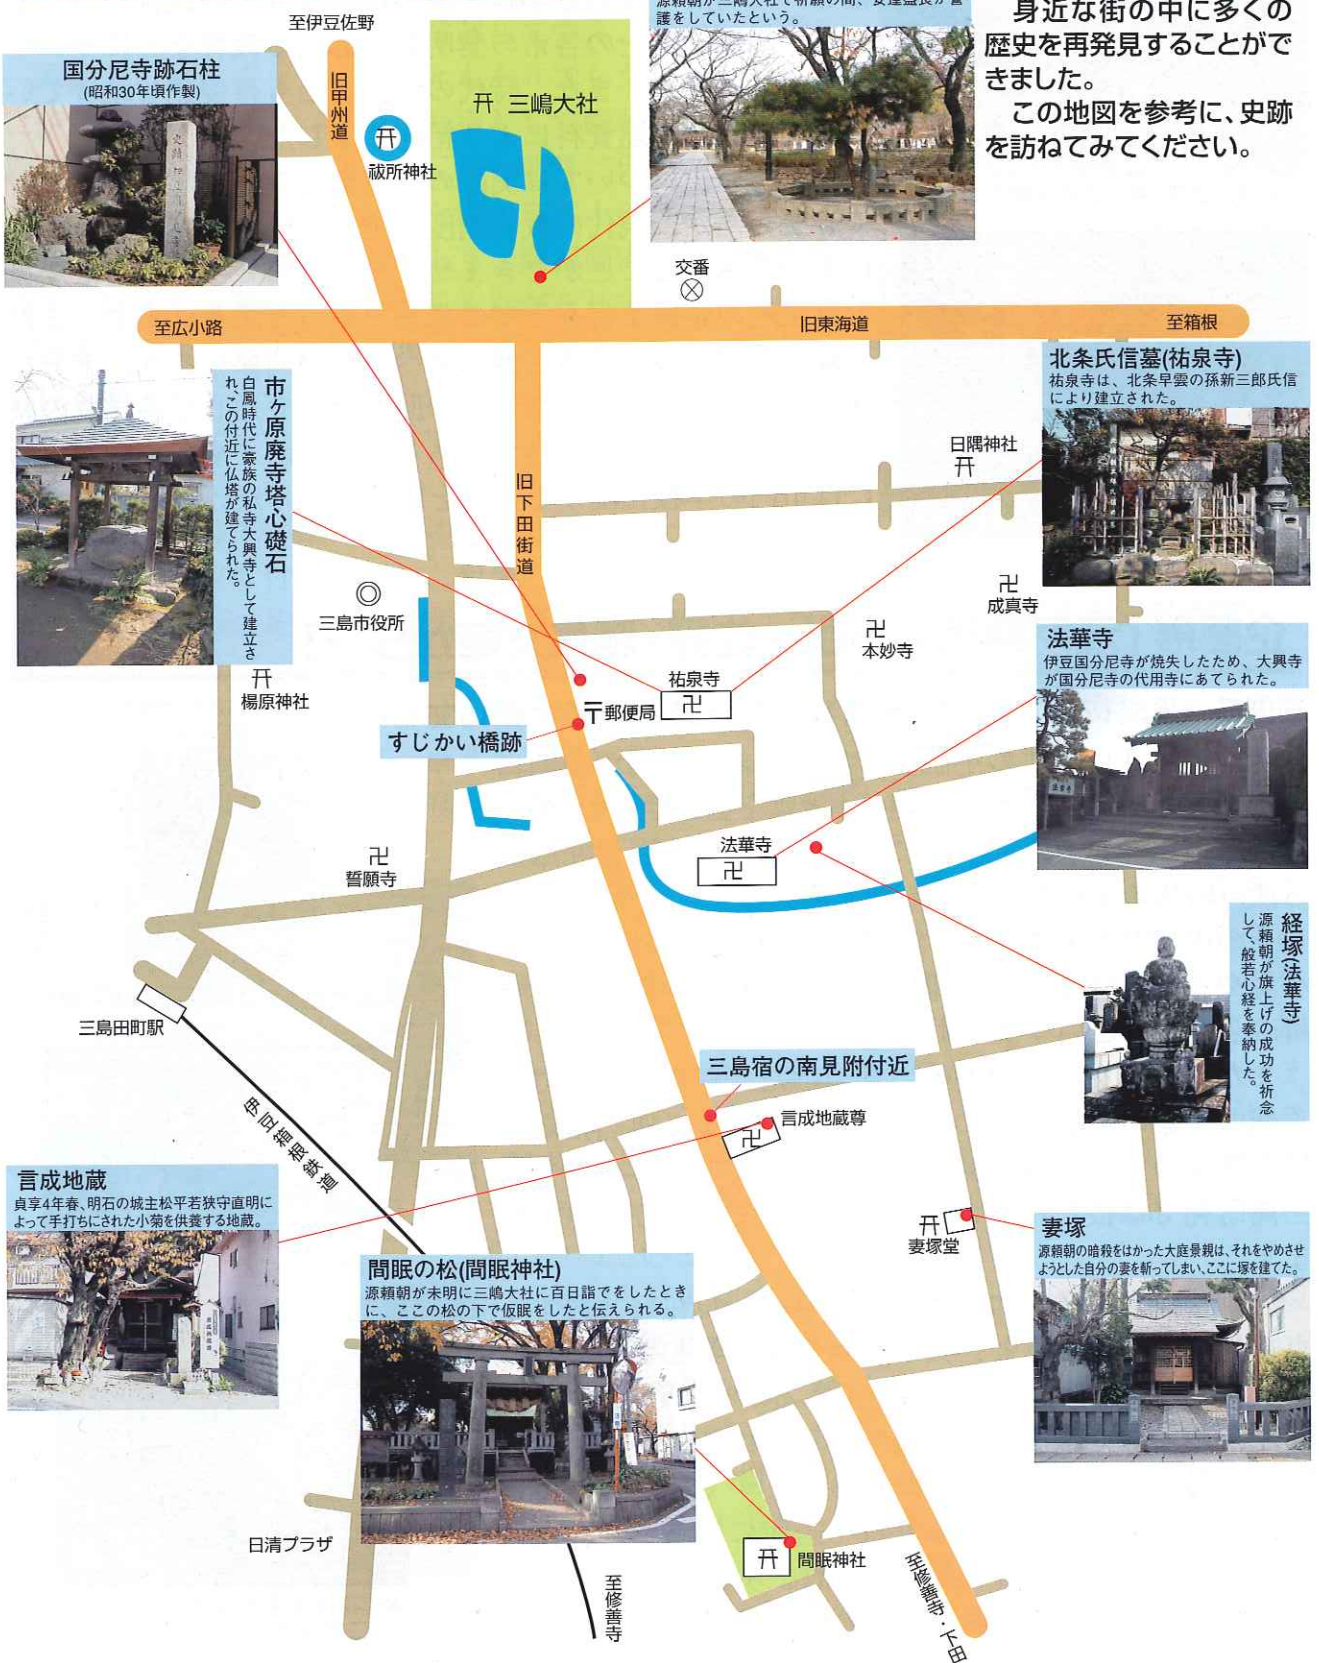 源頼朝が三嶋大社で祈願の間、安達盛長が警
護をしていたという。
身近な街の中に多くの
歴史を再発見することがで
きました。
この地図を参考に、史跡
を訪ねてみてください。
至伊豆佐野
旧甲州道
国分尼寺跡石柱
(昭和30年頃作製)
祓所神社
三嶋大社
交番
至広小路
旧東海道
至箱根
北条氏信墓(祐泉寺)
祐泉寺は、北条早雲の孫新三郎氏信
により建立された。
市ヶ原廃寺塔心礎石
白鳳時代に豪族の私寺大興寺として建立さ
れ、この付近に仏塔が建てられた。
旧下田街道
日隅神社
三島市役所
成真寺
本妙寺
法華寺
伊豆国分尼寺が焼失したため、大興寺
が国分尼寺の代用寺にあてられた。
楊原神社
祐泉寺
〒郵便局
すじかい橋跡
法華寺
誓願寺
経塚(法華寺)
源頼朝が旗上げの成功を祈念
して、般若心経を奉納した。
三島田町駅
伊豆箱根鉄道
三島宿の南見附付近
言成地蔵尊
言成地蔵
貞享4年春、明石の城主松平若狭守直明に
よって手打ちにされた小菊を供養する地蔵。
妻塚堂
妻塚
源頼朝の暗殺をはかった大庭景親は、それをやめさせ
ようとした自分の妻を斬ってしまい、ここに塚を建てた。
間眠の松(間眠神社)
源頼朝が未明に三嶋大社に百日詣でをしたとき
に、ここの松の下で仮眠をしたと伝えられる。
日清プラザ
間眠神社
至修善寺
至修善寺・下田